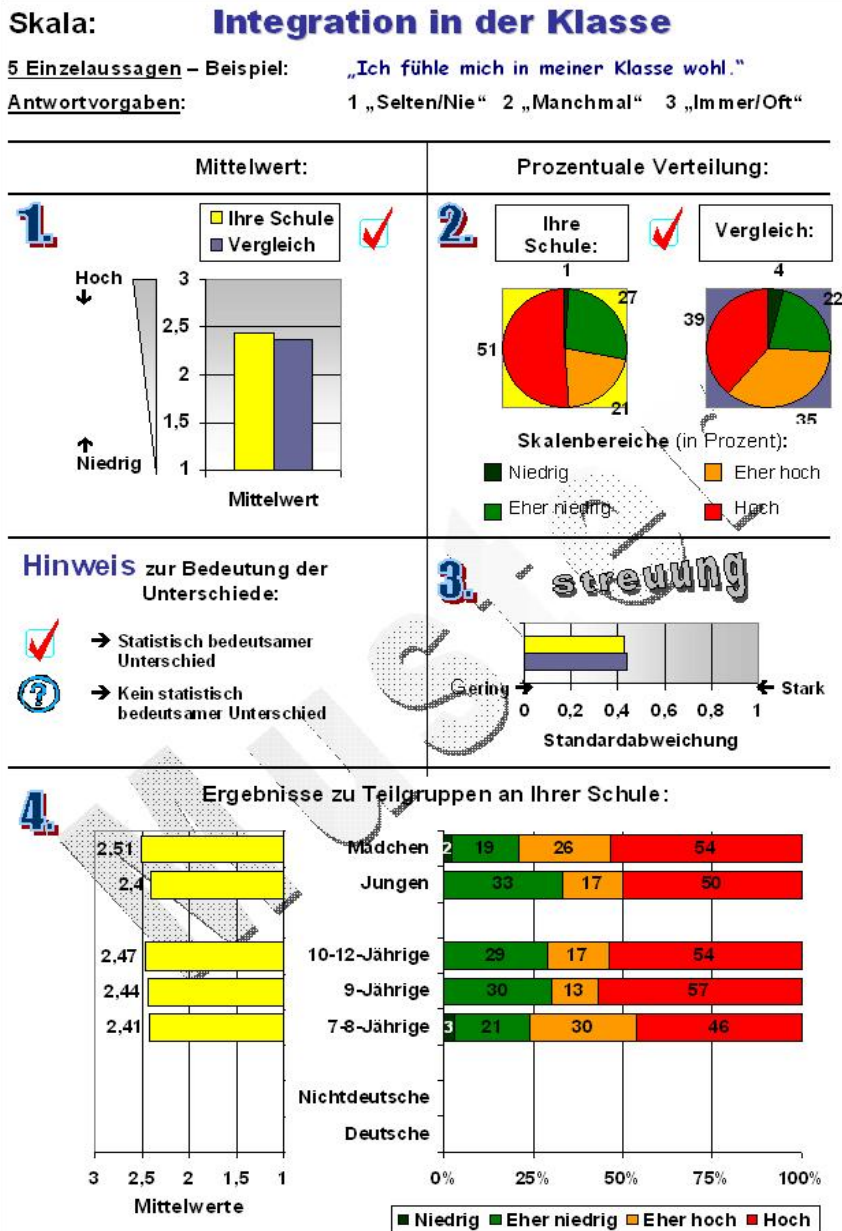 Skala: Integration in der Klasse
5 Einzelaussagen – Beispiel: „Ich fühle mich in meiner Klasse wohl."
Antwortvorgaben: 1 „Selten/Nie" 2 „Manchmal" 3 „Immer/Oft"
Mittelwert:
Prozentuale Verteilung:
1.
Ihre Schule
Vergleich
Hoch
Niedrig
3
2,5
2
1,5
1
Mittelwert
2.
Ihre
Schule:
Vergleich:
1
27
21
51
4
22
35
39
Skalenbereiche (in Prozent):
Niedrig
Eher hoch
Eher niedrig
Hoch
Hinweis zur Bedeutung der
Unterschiede:
→ Statistisch bedeutsamer
Unterschied
? → Kein statistisch
bedeutsamer Unterschied
3. streuung
Gering → ← Stark
0 0,2 0,4 0,6 0,8 1
Standardabweichung
Muster
4. Ergebnisse zu Teilgruppen an Ihrer Schule:
2,51 Mädchen 2 19 26 54
2,4 Jungen 33 17 50
2,47 10-12-Jährige 29 17 54
2,44 9-Jährige 30 13 57
2,41 7-8-Jährige 3 21 30 46
Nichtdeutsche
Deutsche
3 2,5 2 1,5 1 0% 25% 50% 75% 100%
Mittelwerte
Niedrig Eher niedrig Eher hoch Hoch